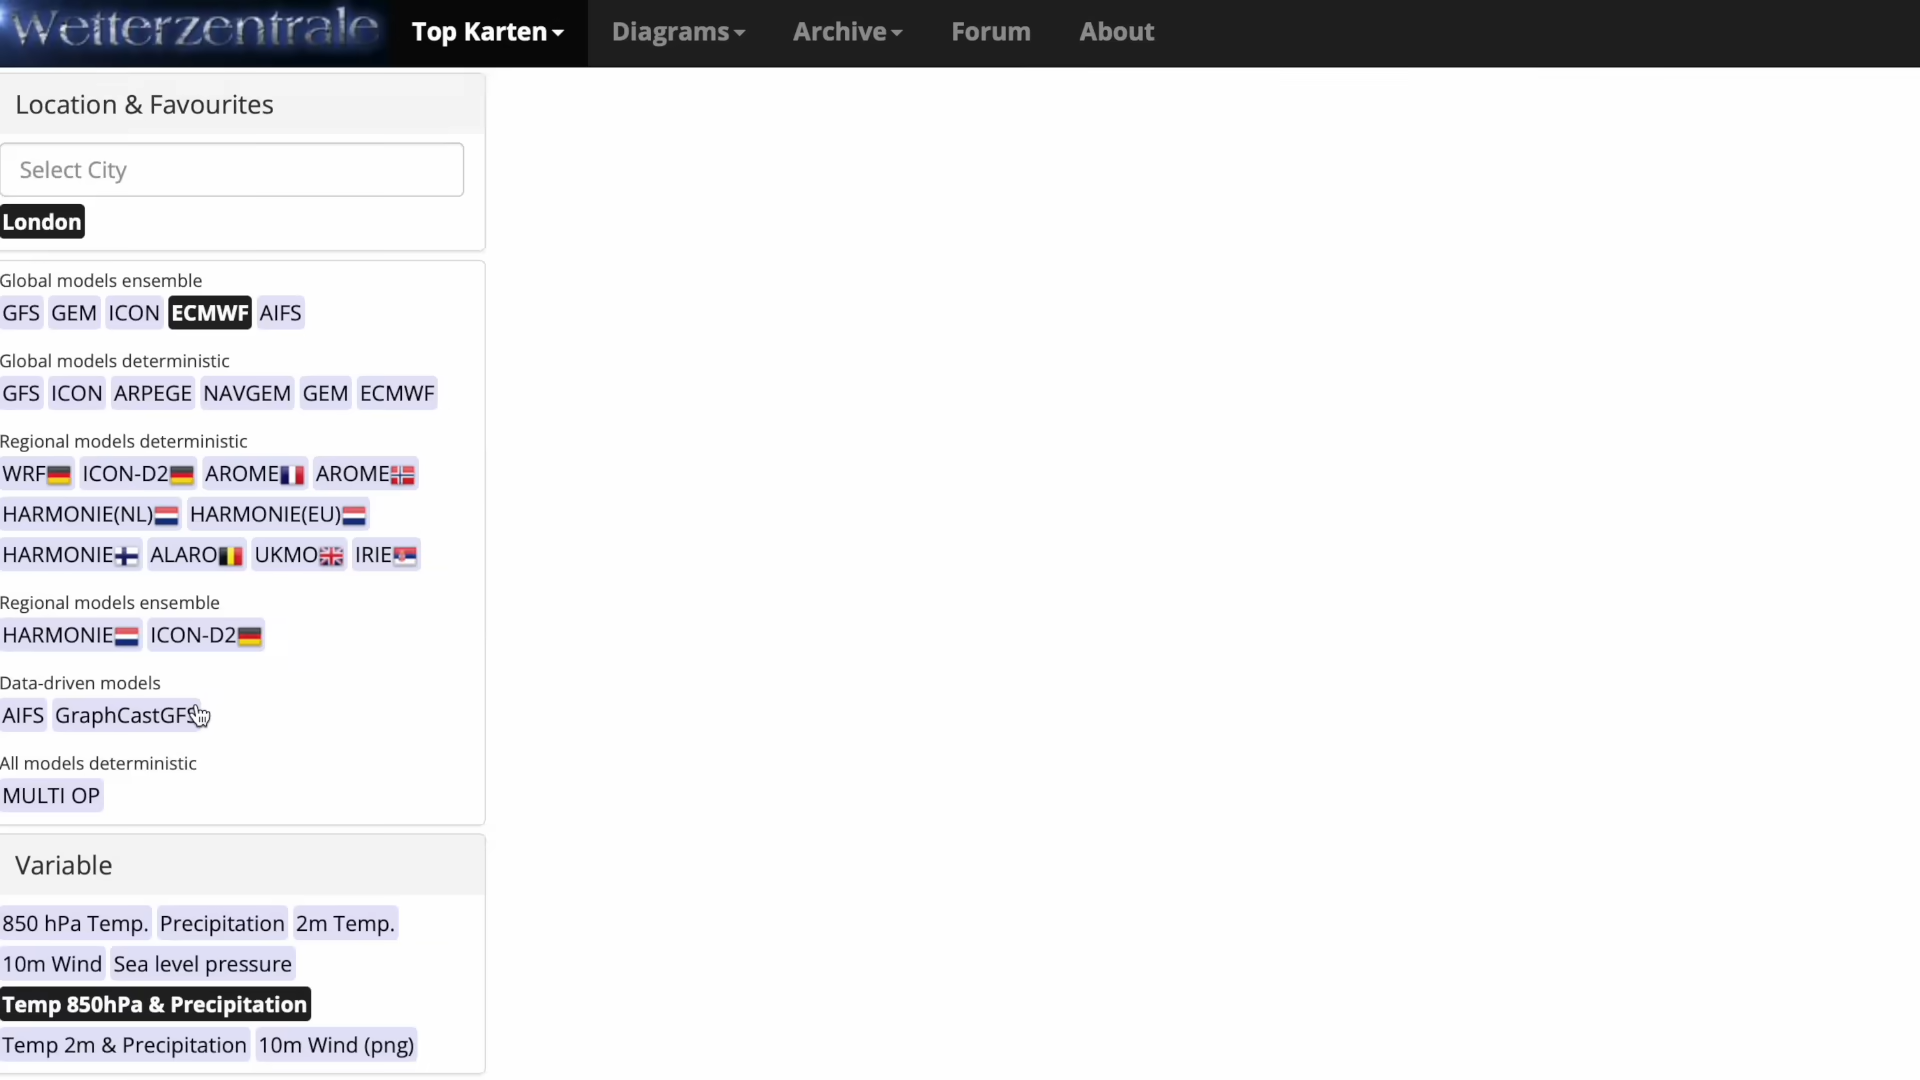 Wetterzentrale Top Karten Diagrams Archive Forum About
Location & Favourites
Select City
London
Global models ensemble
GFS GEM ICON ECMWF AIFS
Global models deterministic
GFS ICON ARPEGE NAVGEM GEM ECMWF
Regional models deterministic
WRF ICON-D2 AROME AROME
HARMONIE(NL) HARMONIE(EU)
HARMONIE ALARO UKMO IRIE
Regional models ensemble
HARMONIE ICON-D2
Data-driven models
AIFS GraphCastGFS
All models deterministic
MULTI OP
Variable
850 hPa Temp. Precipitation 2m Temp.
10m Wind Sea level pressure
Temp 850hPa & Precipitation
Temp 2m & Precipitation 10m Wind (png)